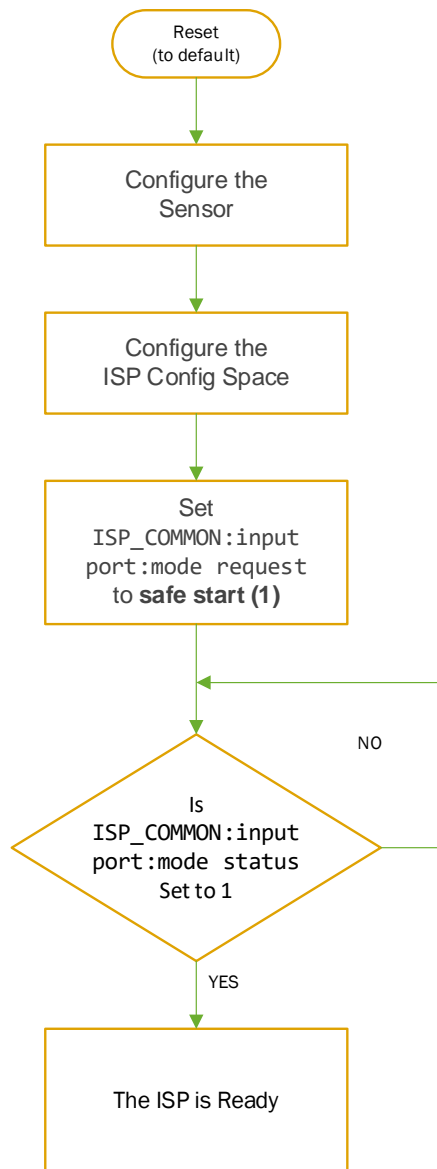 Reset
(to default)
Configure the
Sensor
Configure the
ISP Config Space
Set
ISP_COMMON:input
port:mode request
to safe start (1)
NO
Is
ISP_COMMON:input
port:mode status
Set to 1
YES
The ISP is Ready